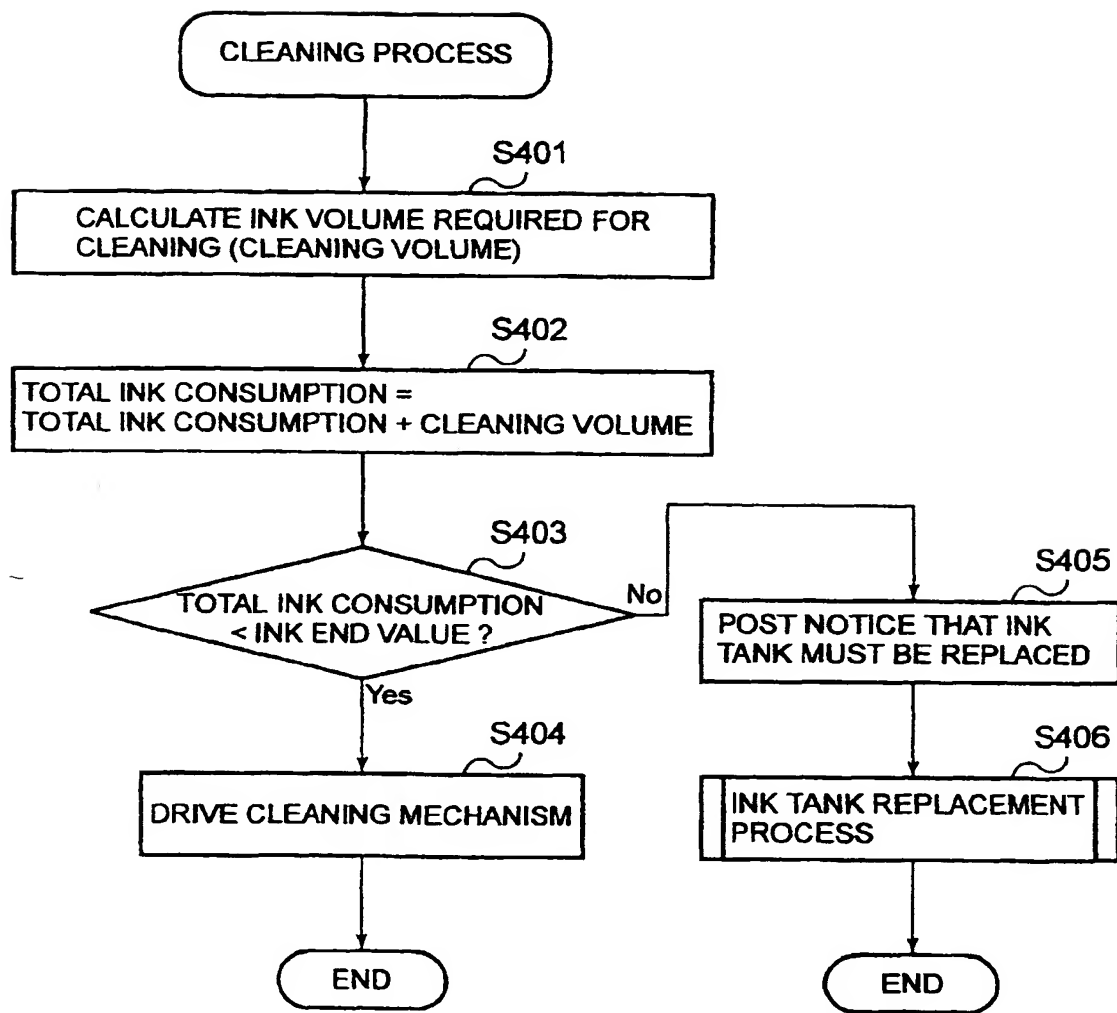 CLEANING PROCESS
S401
CALCULATE INK VOLUME REQUIRED FOR
CLEANING (CLEANING VOLUME)
S402
TOTAL INK CONSUMPTION =
TOTAL INK CONSUMPTION + CLEANING VOLUME
S403
TOTAL INK CONSUMPTION
< INK END VALUE ?
No
Yes
S404
DRIVE CLEANING MECHANISM
END
S405
POST NOTICE THAT INK
TANK MUST BE REPLACED
S406
INK TANK REPLACEMENT
PROCESS
END